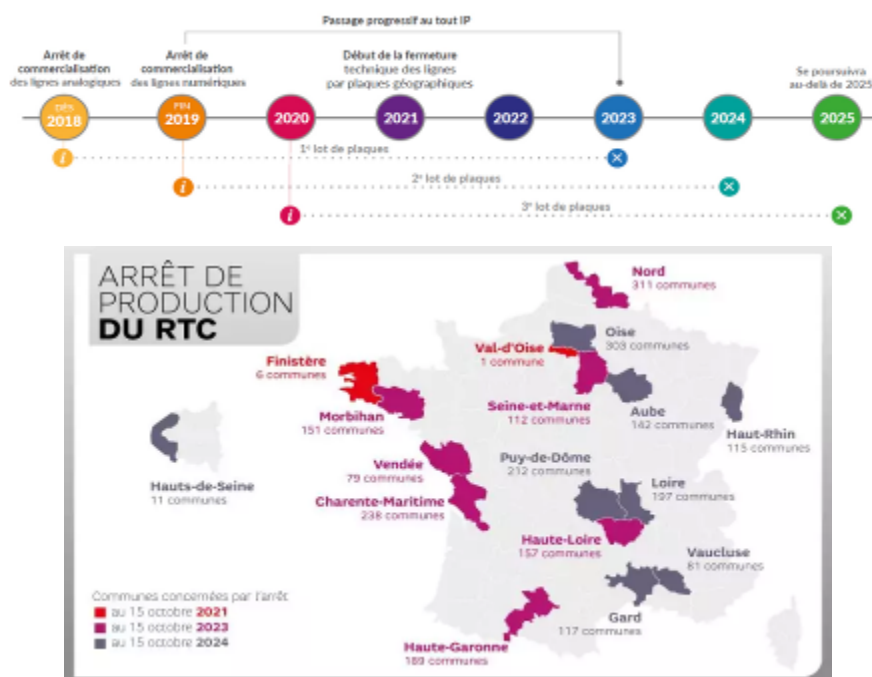 Passage progressif au tout IP
Arrêt de
commercialisation
des lignes analogiques
Arrêt de
commercialisation
des lignes numériques
Début de la fermeture
technique des lignes
par plaques géographiques
Se poursuivra
au-delà de 2025
DÈS
2018
FIN
2019
2020
2021
2022
2023
2024
2025
1ᵉ lot de plaques
2ᵉ lot de plaques
3ᵉ lot de plaques
ARRÊT DE
PRODUCTION
DU RTC
Nord
311 communes
Oise
303 communes
Val-d'Oise
1 commune
Finistère
6 communes
Seine-et-Marne
112 communes
Aube
142 communes
Haut-Rhin
115 communes
Morbihan
151 communes
Hauts-de-Seine
11 communes
Vendée
79 communes
Puy-de-Dôme
212 communes
Loire
197 communes
Charente-Maritime
238 communes
Haute-Loire
157 communes
Vaucluse
81 communes
Gard
117 communes
Haute-Garonne
189 communes
Communes concernées par l'arrêt
au 15 octobre 2021
au 15 octobre 2023
au 15 octobre 2024